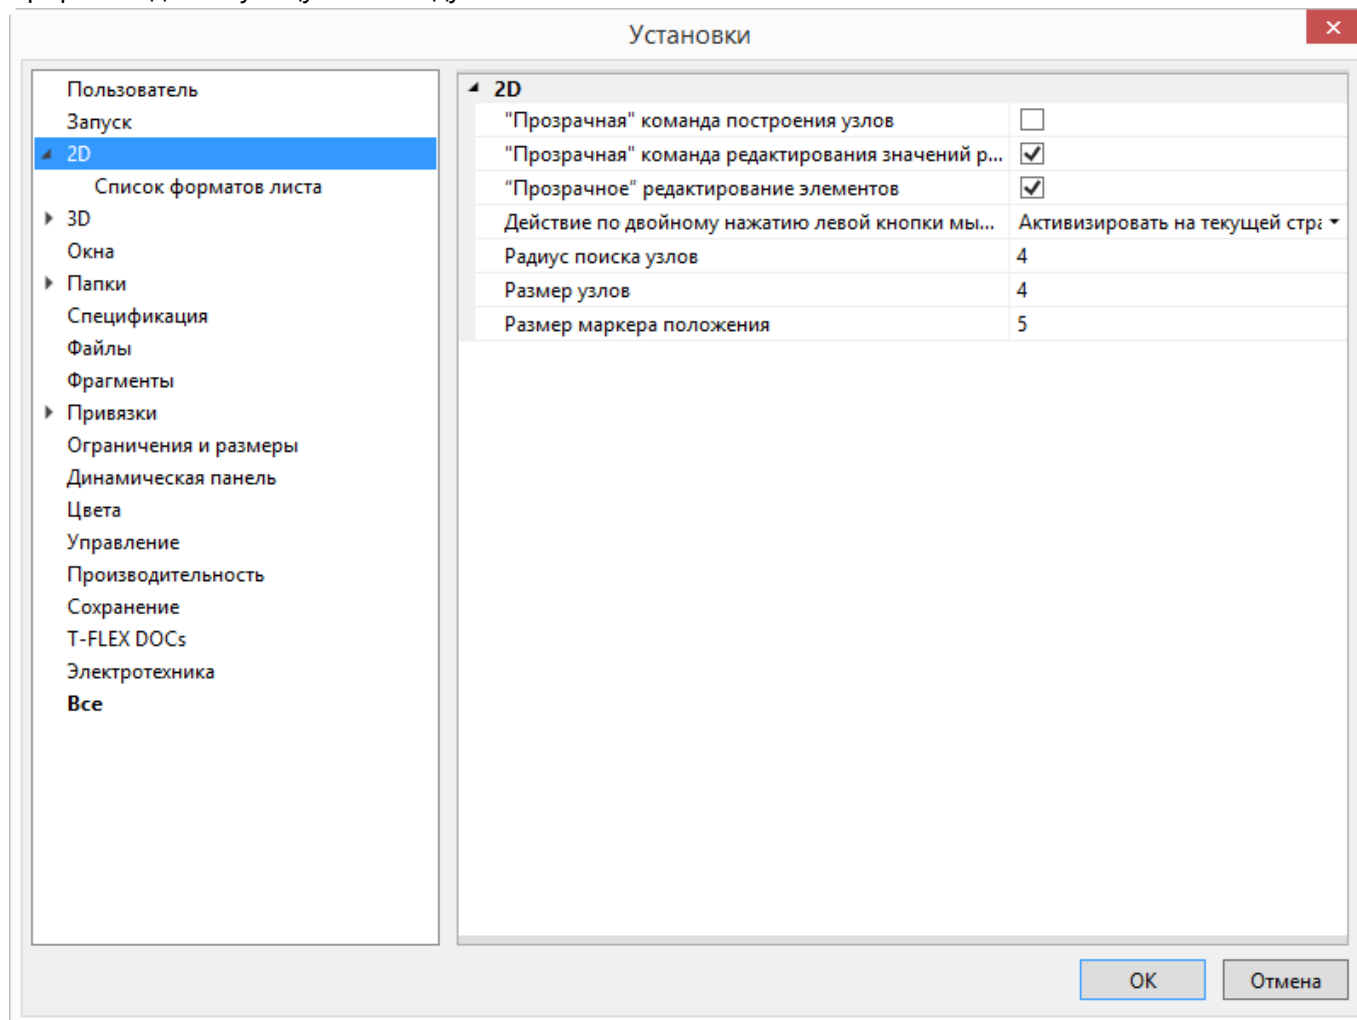 Установки
Пользователь
Запуск
2D
Список форматов листа
3D
Окна
Папки
Спецификация
Файлы
Фрагменты
Привязки
Ограничения и размеры
Динамическая панель
Цвета
Управление
Производительность
Сохранение
T-FLEX DOCs
Электротехника
Все
2D
"Прозрачная" команда построения узлов
"Прозрачная" команда редактирования значений р...
"Прозрачное" редактирование элементов
Действие по двойному нажатию левой кнопки мы... Активизировать на текущей стра
Радиус поиска узлов 4
Размер узлов 4
Размер маркера положения 5
OK Отмена